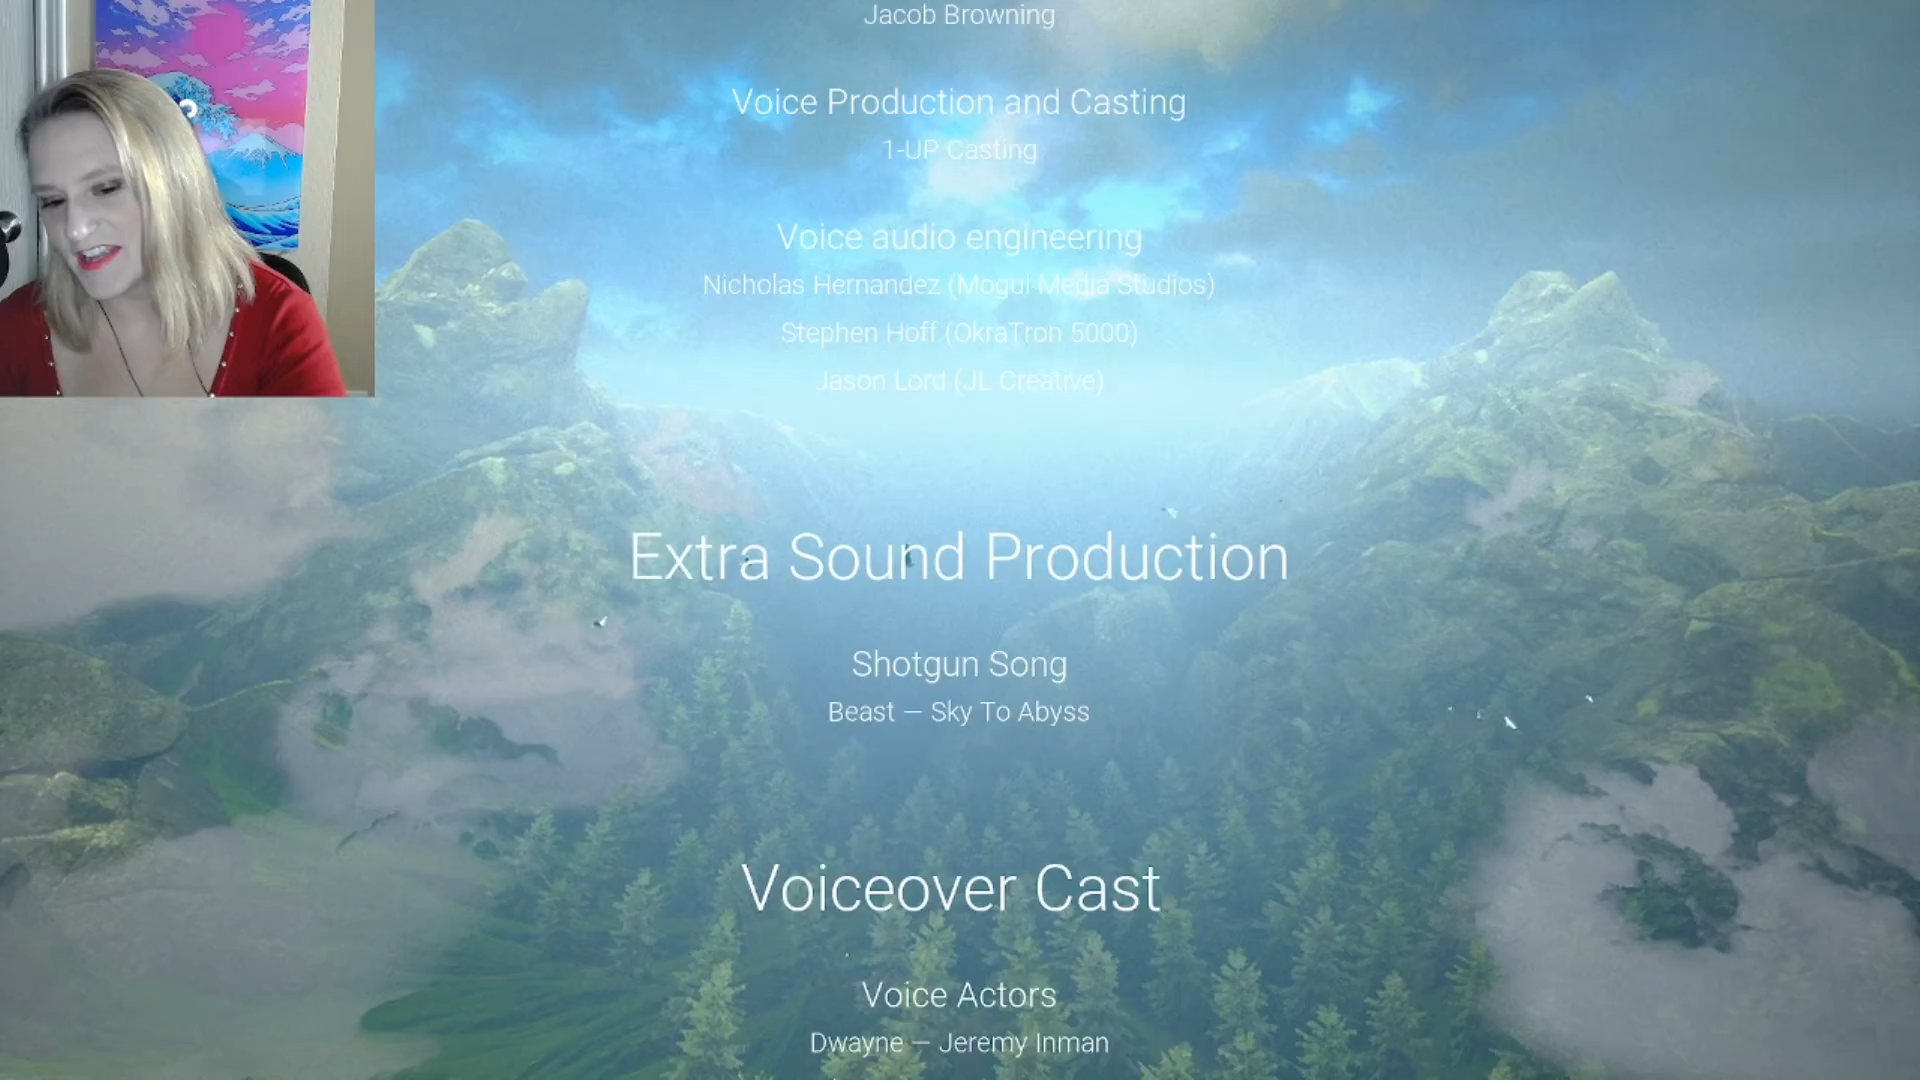 Jacob Browning
Voice Production and Casting
1-UP Casting
Voice audio engineering
Nicholas Hernandez (Mogul Media Studios)
Stephen Hoff (OkraTron 5000)
Jason Lord (JL Creative)
Extra Sound Production
Shotgun Song
Beast — Sky To Abyss
Voiceover Cast
Voice Actors
Dwayne — Jeremy Inman